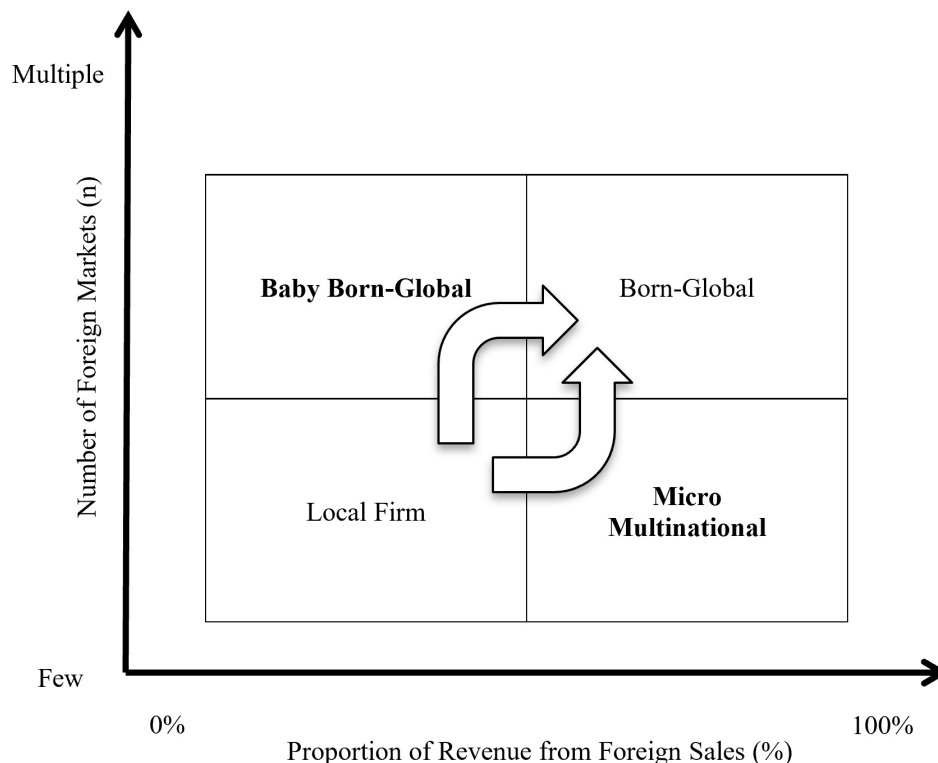 Multiple
Number of Foreign Markets (n)
Baby Born-Global
Born-Global
Local Firm
Micro
Multinational
Few
0%
100%
Proportion of Revenue from Foreign Sales (%)